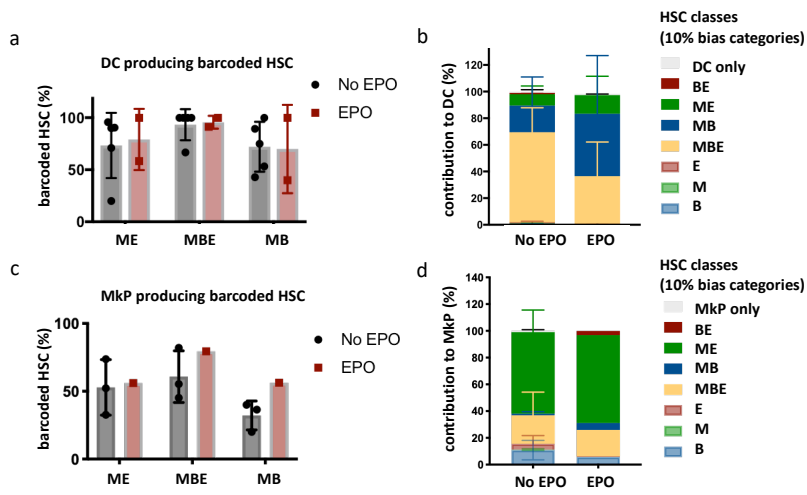 a
DC producing barcoded HSC
barcoded HSC (%)
100
50
0
ME
MBE
MB
No EPO
EPO
b
contribution to DC (%)
120
100
80
60
40
20
0
No EPO
EPO
HSC classes
(10% bias categories)
DC only
BE
ME
MB
MBE
E
M
B
c
MkP producing barcoded HSC
barcoded HSC (%)
100
50
0
ME
MBE
MB
No EPO
EPO
d
contribution to MkP (%)
140
120
100
80
60
40
20
0
No EPO
EPO
HSC classes
(10% bias categories)
MkP only
BE
ME
MB
MBE
E
M
B